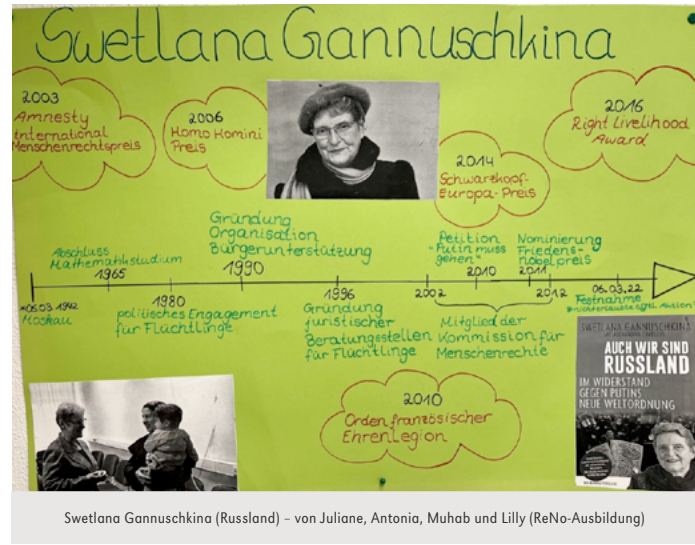 Swetlana Gannuschkina
2003
Amnesty
International
Menschenrechtspreis
2006
Homo Homini
Preis
2014
Schwarzkopf-
Europa-Preis
2016
Right Livelihood
Award
Abschluss
Mathematikstudium
1965
Gründung
Organisation
Bürgerunterstützung
1990
Petition
"Putin muss
gehen"
2010
Nominierung
Friedens-
nobelpreis
2011
*06.03.1942
Moskau
1980
politisches Engagement
für Flüchtlinge
1996
Gründung
juristischer
Beratungsstellen
für Flüchtlinge
2002
2012
Mitglied der
Kommission für
Menschenrechte
06.03.22
Festnahme
2010
Orden französischer
Ehrenlegion
SWETLANA GANNUSCHKINA
AUCH WIR SIND
RUSSLAND
IM WIDERSTAND
GEGEN PUTINS
NEUE WELTORDNUNG
Swetlana Gannuschkina (Russland) – von Juliane, Antonia, Muhab und Lilly (ReNo-Ausbildung)